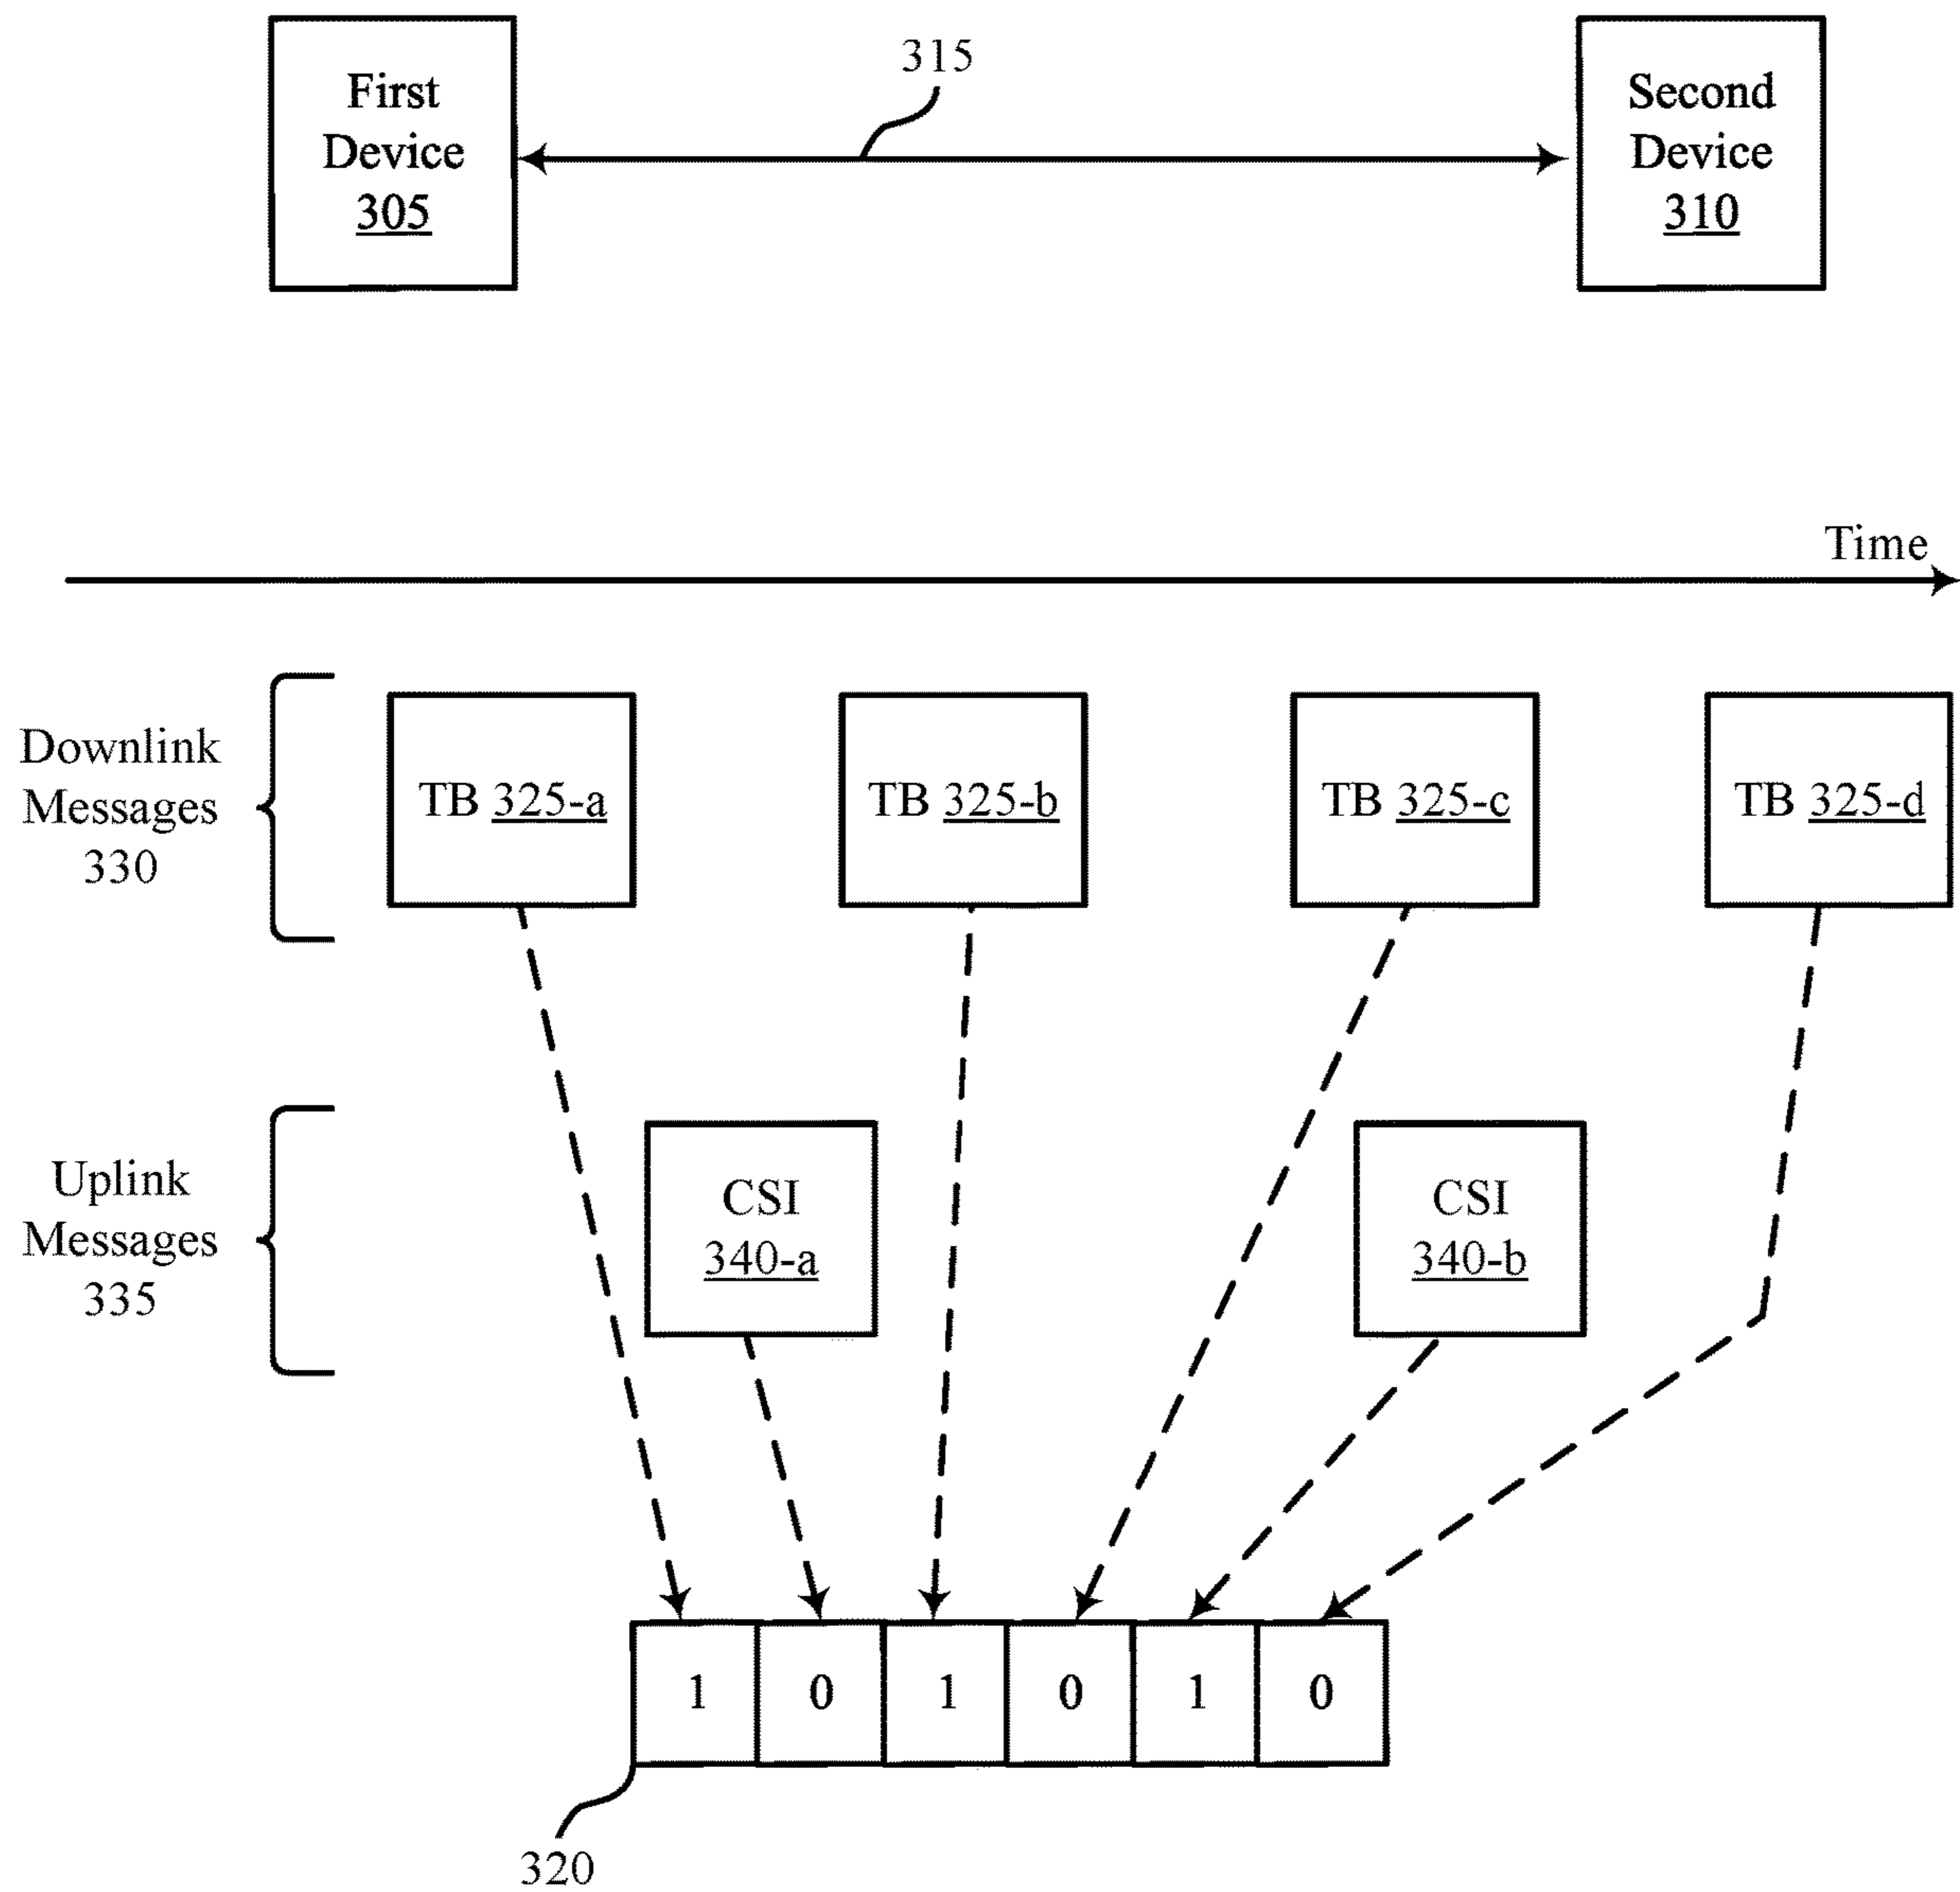 First
Device
305
315
Second
Device
310
Time
Downlink
Messages
330
TB 325-a
TB 325-b
TB 325-c
TB 325-d
Uplink
Messages
335
CSI
340-a
CSI
340-b
1 0 1 0 1 0
320